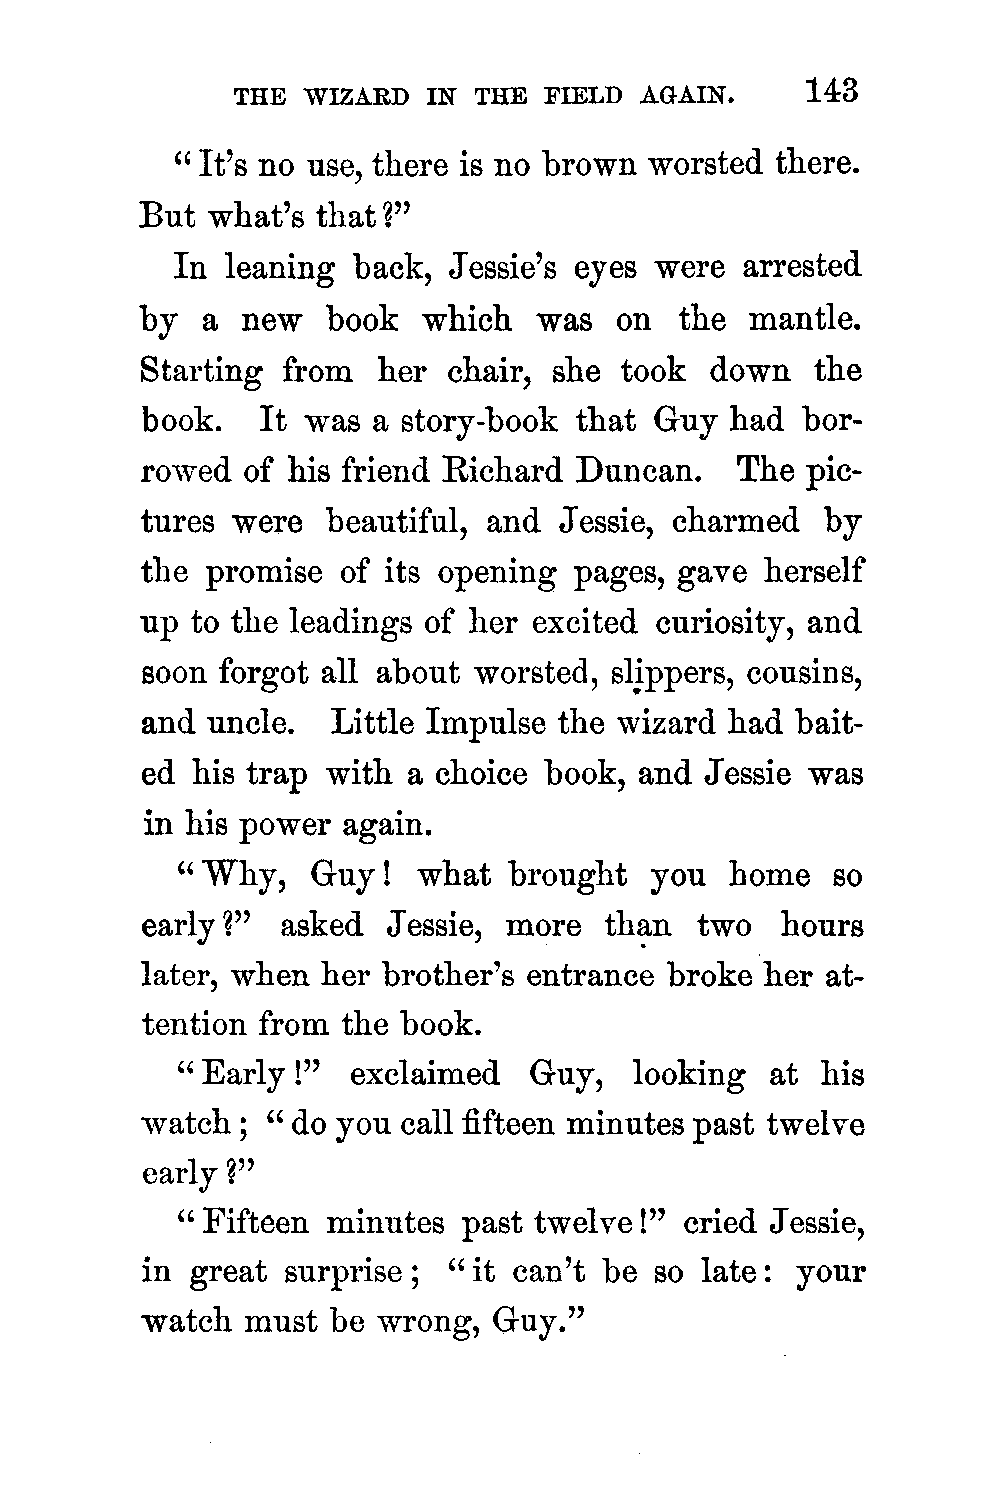 THE WIZARD IN THE FIELD AGAIN. 143
“It’s no use, there is no brown worsted there.
But what’s that?”
In leaning back, Jessie’s eyes were arrested
by a new book which was on the mantle.
Starting from her chair, she took down the
book. It was a story-book that Guy had bor-
rowed of his friend Richard Duncan. The pic-
tures were beautiful, and Jessie, charmed by
the promise of its opening pages, gave herself
up to the leadings of her excited curiosity, and
soon forgot all about worsted, slippers, cousins,
and uncle. Little Impulse the wizard had bait-
ed his trap with a choice book, and Jessie was
in his power again.
“Why, Guy! what brought you home so
early?” asked Jessie, more than two hours
later, when her brother’s entrance broke her at-
tention from the book.
“Early!” exclaimed Guy, looking at his
watch; “do you call fifteen minutes past twelve
early?”
“Fifteen minutes past twelve!” cried Jessie,
in great surprise; “it can’t be so late: your
watch must be wrong, Guy.”